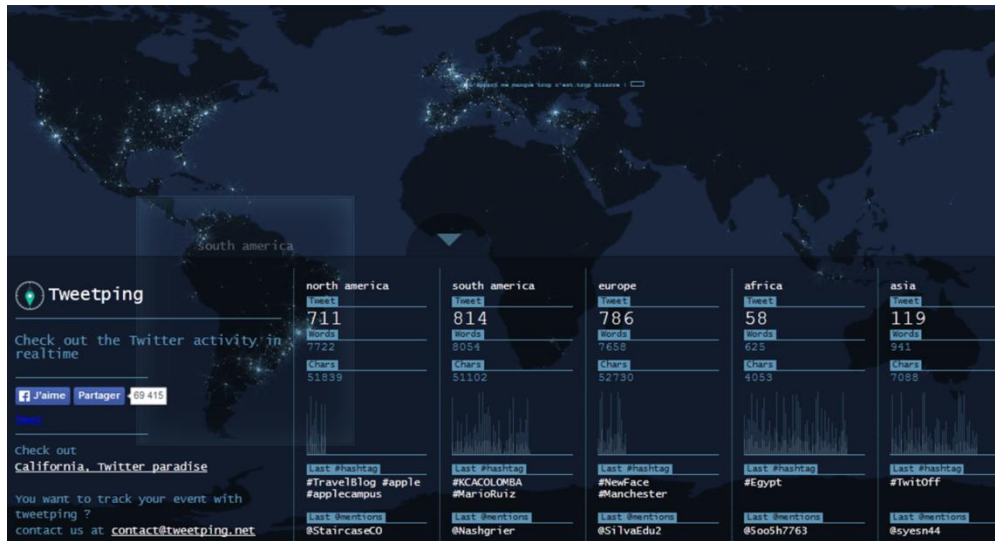 south america
Tweetping
Check out the Twitter activity in
realtime
J'aime Partager 69 415
Check out
California, Twitter paradise
You want to track your event with
tweetping ?
contact us at contact@tweetping.net
north america
Tweet
711
Words
7722
Chars
51839
Last #hashtag
#TravelBlog #apple
#applecampus
Last @mentions
@StaircaseCO
south america
Tweet
814
Words
8054
Chars
51102
Last #hashtag
#KCACOLOMBA
#MarioRuiz
Last @mentions
@Nashgrier
europe
Tweet
786
Words
7658
Chars
52730
Last #hashtag
#NewFace
#Manchester
Last @mentions
@SilvaEdu2
africa
Tweet
58
Words
625
Chars
4053
Last #hashtag
#Egypt
Last @mentions
@5oo5h7763
asia
Tweet
119
Words
941
Chars
7088
Last #hashtag
#TwitOff
Last @mentions
@syesn44